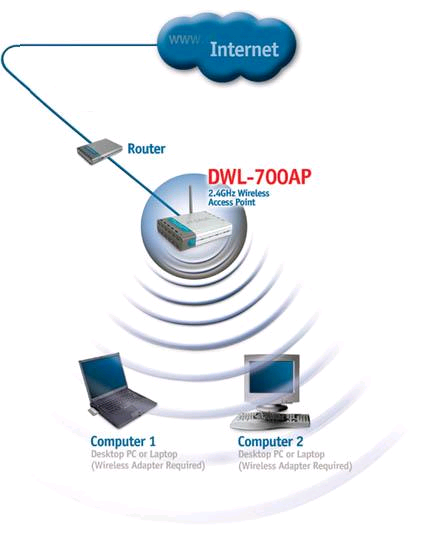 www.
Internet
Router
DWL-700AP
2.4GHz Wireless
Access Point
Computer 1
Desktop PC or Laptop
(Wireless Adapter Required)
Computer 2
Desktop PC or Laptop
(Wireless Adapter Required)